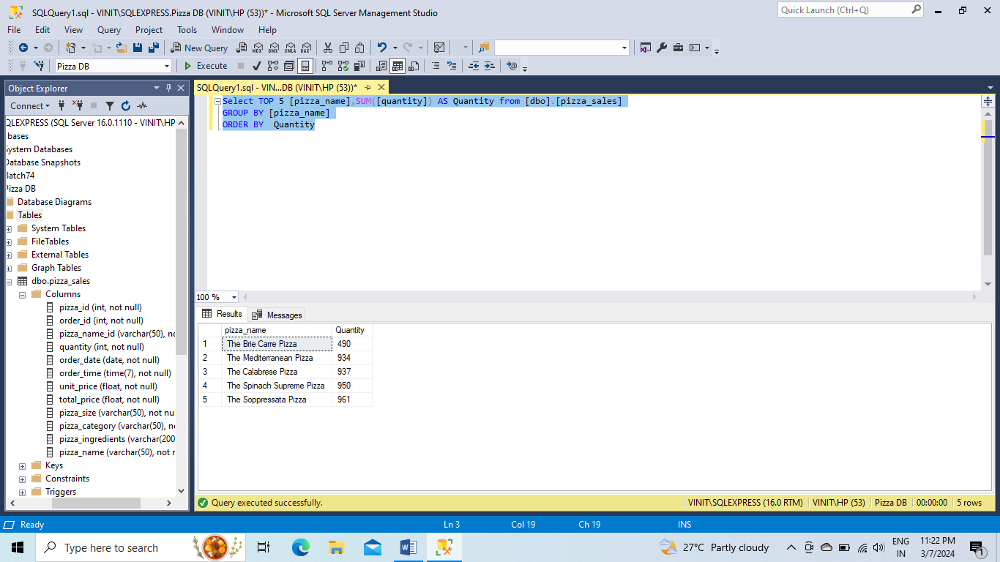 SQLQuery1.sql - VINIT\SQLEXPRESS.Pizza DB (VINIT\HP (53))* - Microsoft SQL Server Management Studio
Quick Launch (Ctrl+Q)
File Edit View Query Project Tools Window Help
New Query MDX DMX XMLA DAX
Pizza DB Execute
Object Explorer
Connect
QLEXPRESS (SQL Server 16.0.1110 - VINIT\HP
bases
ystem Databases
Database Snapshots
Batch74
Pizza DB
Database Diagrams
Tables
System Tables
FileTables
External Tables
Graph Tables
dbo.pizza_sales
Columns
pizza_id (int, not null)
order_id (int, not null)
pizza_name_id (varchar(50), no
quantity (int, not null)
order_date (date, not null)
order_time (time(7), not null)
unit_price (float, not null)
total_price (float, not null)
pizza_size (varchar(50), not nu
pizza_category (varchar(50), n
pizza_ingredients (varchar(200
pizza_name (varchar(50), not n
Keys
Constraints
Triggers
SQLQuery1.sql - VIN...DB (VINIT\HP (53))*
Select TOP 5 [pizza_name],SUM([quantity]) AS Quantity from [dbo].[pizza_sales]
GROUP BY [pizza_name]
ORDER BY  Quantity
100 %
Results Messages
pizza_name Quantity
1 The Brie Carre Pizza 490
2 The Mediterranean Pizza 934
3 The Calabrese Pizza 937
4 The Spinach Supreme Pizza 950
5 The Soppressata Pizza 961
Query executed successfully. VINIT\SQLEXPRESS (16.0 RTM) VINIT\HP (53) Pizza DB 00:00:00 5 rows
Ready Ln 3 Col 19 Ch 19 INS
Type here to search 27°C Partly cloudy ENG IN 11:22 PM 3/7/2024 1